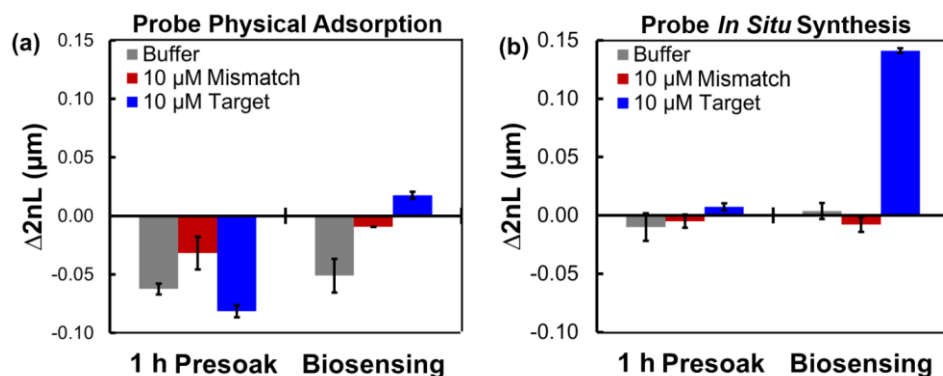 (a)
Probe Physical Adsorption
Δ2nL (µm)
0.15
0.10
0.05
0.00
-0.05
-0.10
Buffer
10 µM Mismatch
10 µM Target
1 h Presoak
Biosensing
(b)
Probe In Situ Synthesis
Δ2nL (µm)
0.15
0.10
0.05
0.00
-0.05
-0.10
Buffer
10 µM Mismatch
10 µM Target
1 h Presoak
Biosensing